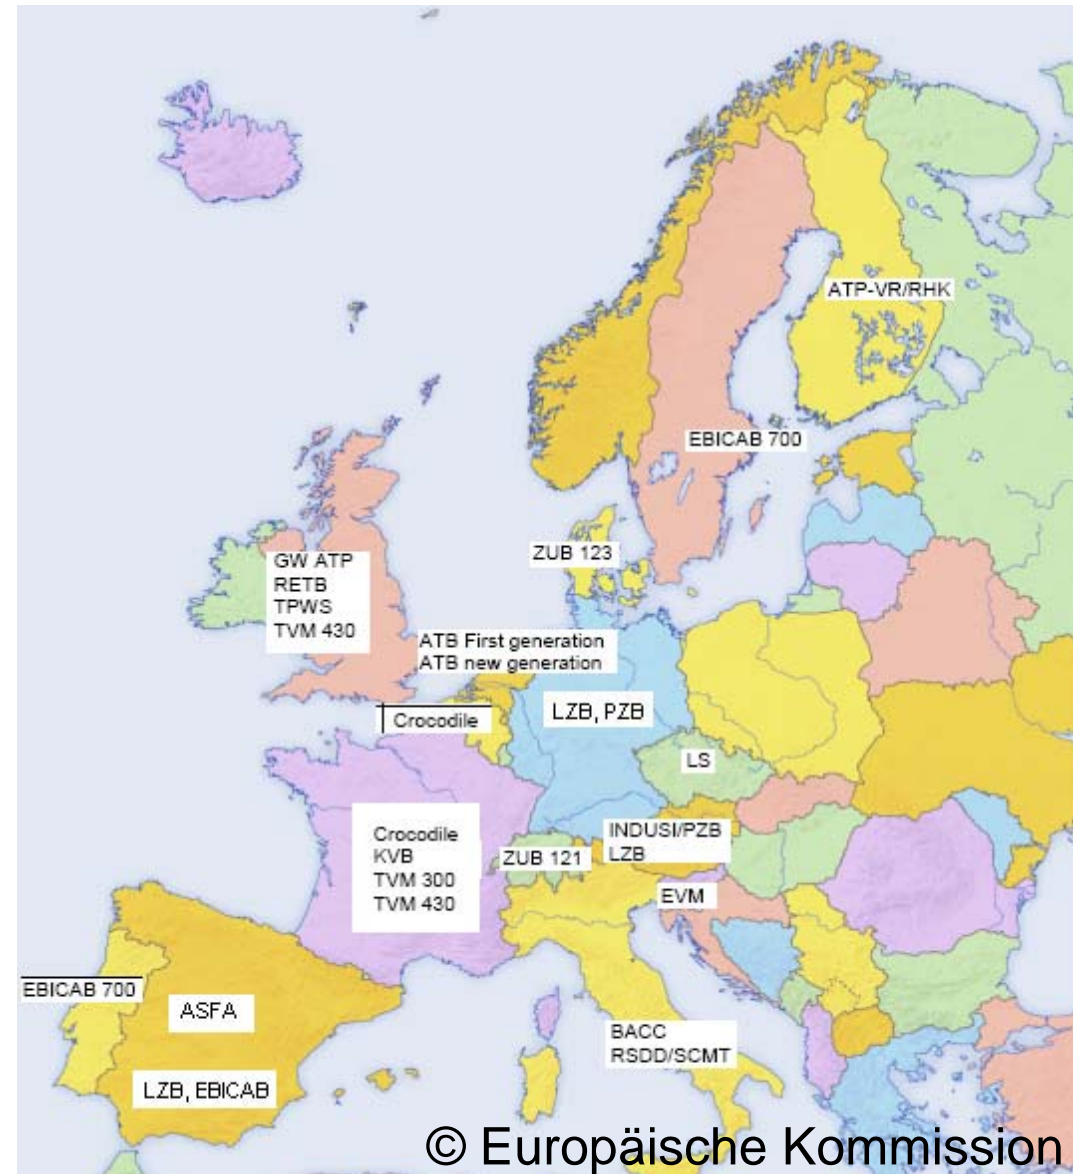 ATP-VR/RHK
EBICAB 700
ZUB 123
GW ATP
RETB
TPWS
TVM 430
ATB First generation
ATB new generation
Crocodile
LZB, PZB
LS
Crocodile
KVB
TVM 300
TVM 430
ZUB 121
INDUSI/PZB
LZB
EVM
EBICAB 700
ASFA
LZB, EBICAB
BACC
RSDD/SCMT
© Europäische Kommission